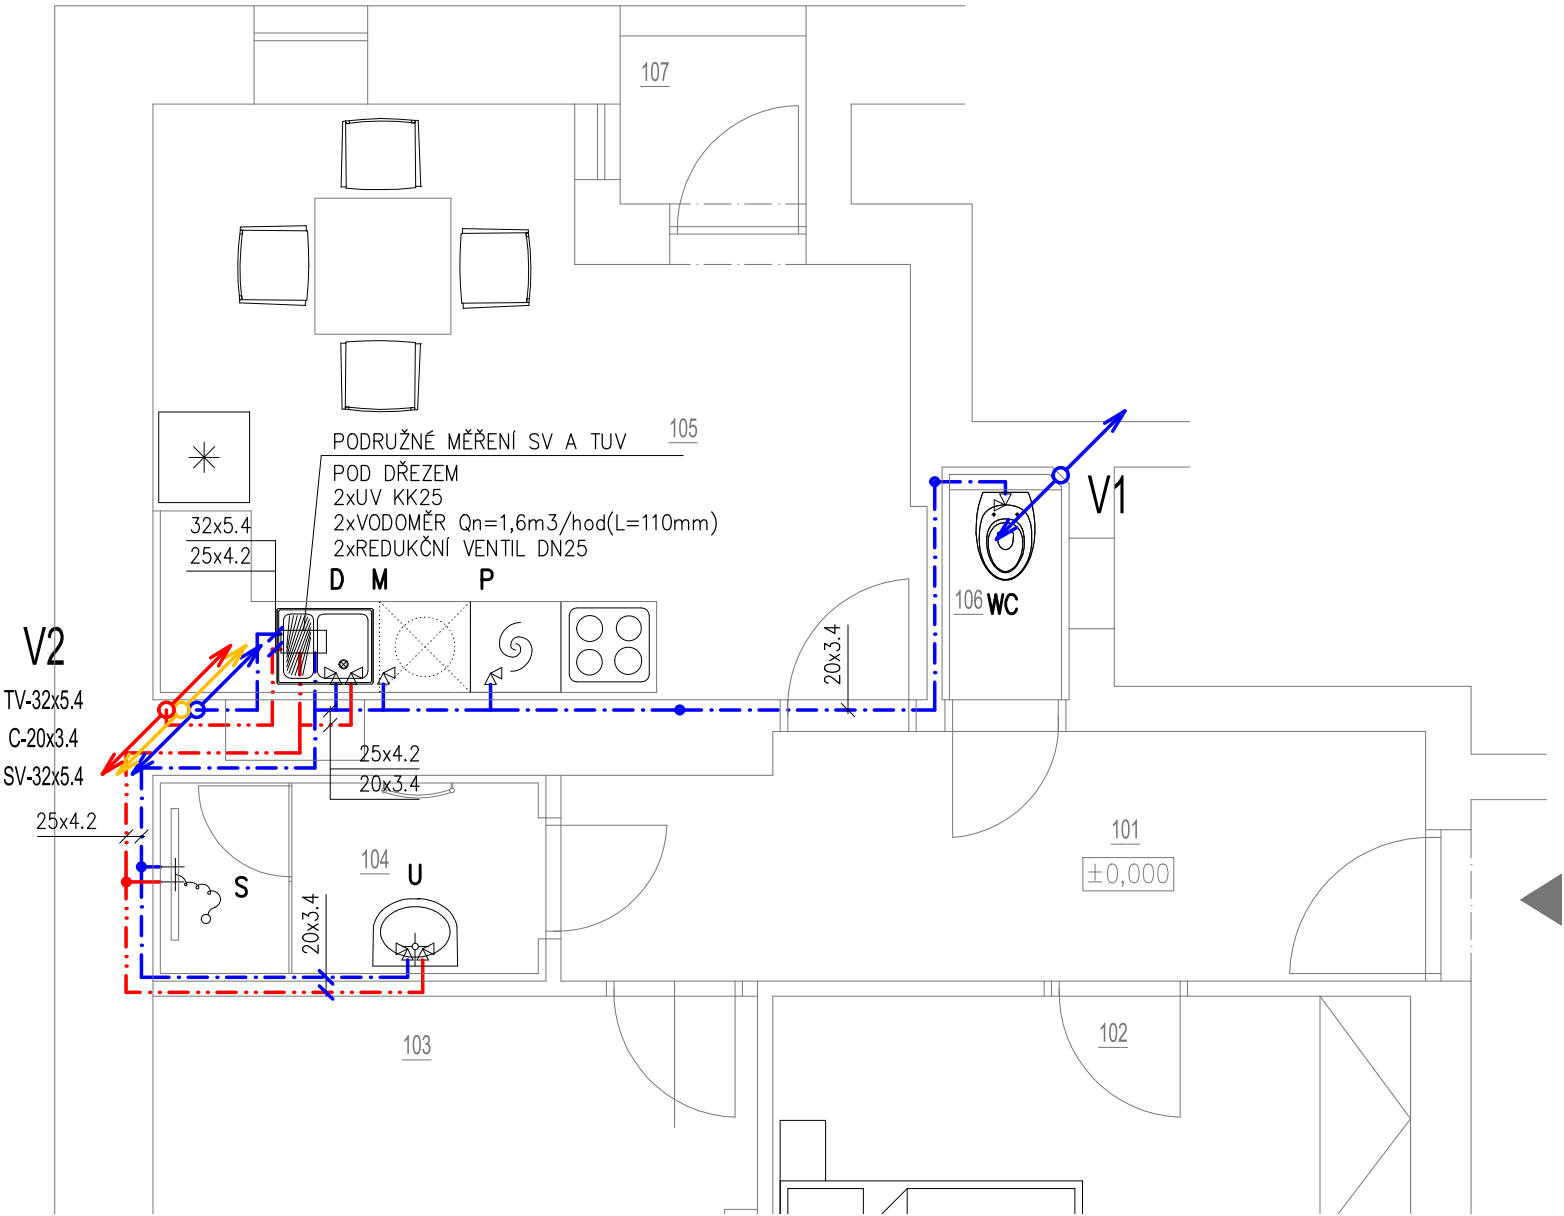 107
105
PODRUŽNÉ MĚŘENÍ SV A TUV
POD DŘEZEM
2xUV KK25
2xVODOMĚR Qn=1,6m3/hod(L=110mm)
2xREDUKČNÍ VENTIL DN25
32x5.4
25x4.2
D M P
V1
106 WC
V2
TV-32x5.4
C-20x3.4
SV-32x5.4
20x3.4
25x4.2
20x3.4
25x4.2
101
±0,000
104
S
U
20x3.4
103
102